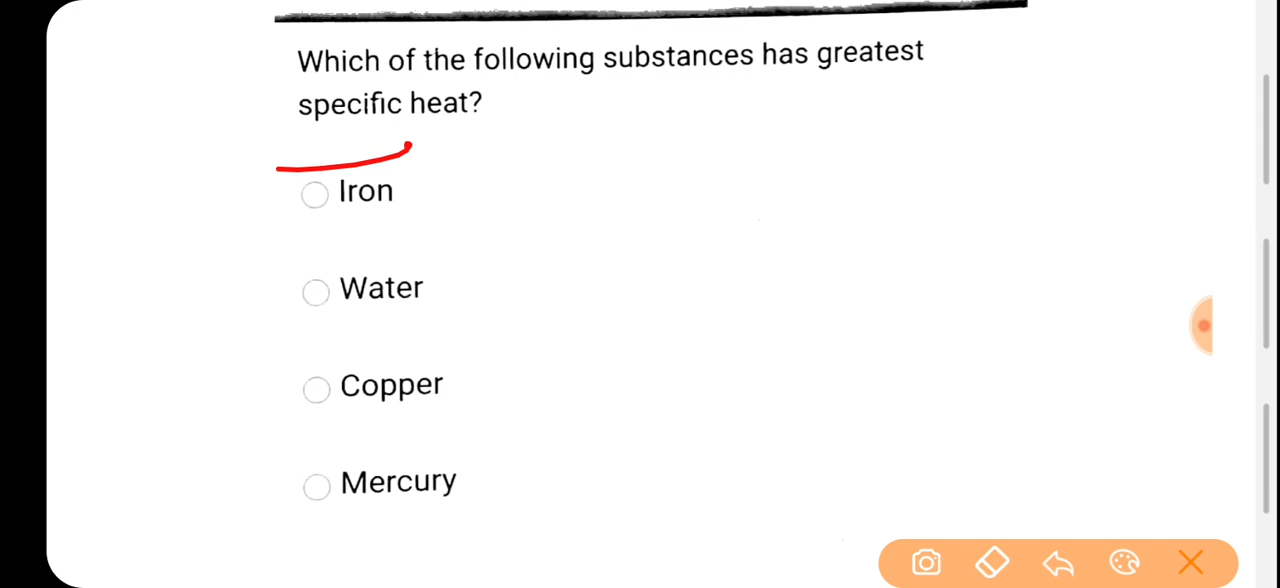 Which of the following substances has greatest
specific heat?
Iron
Water
Copper
Mercury